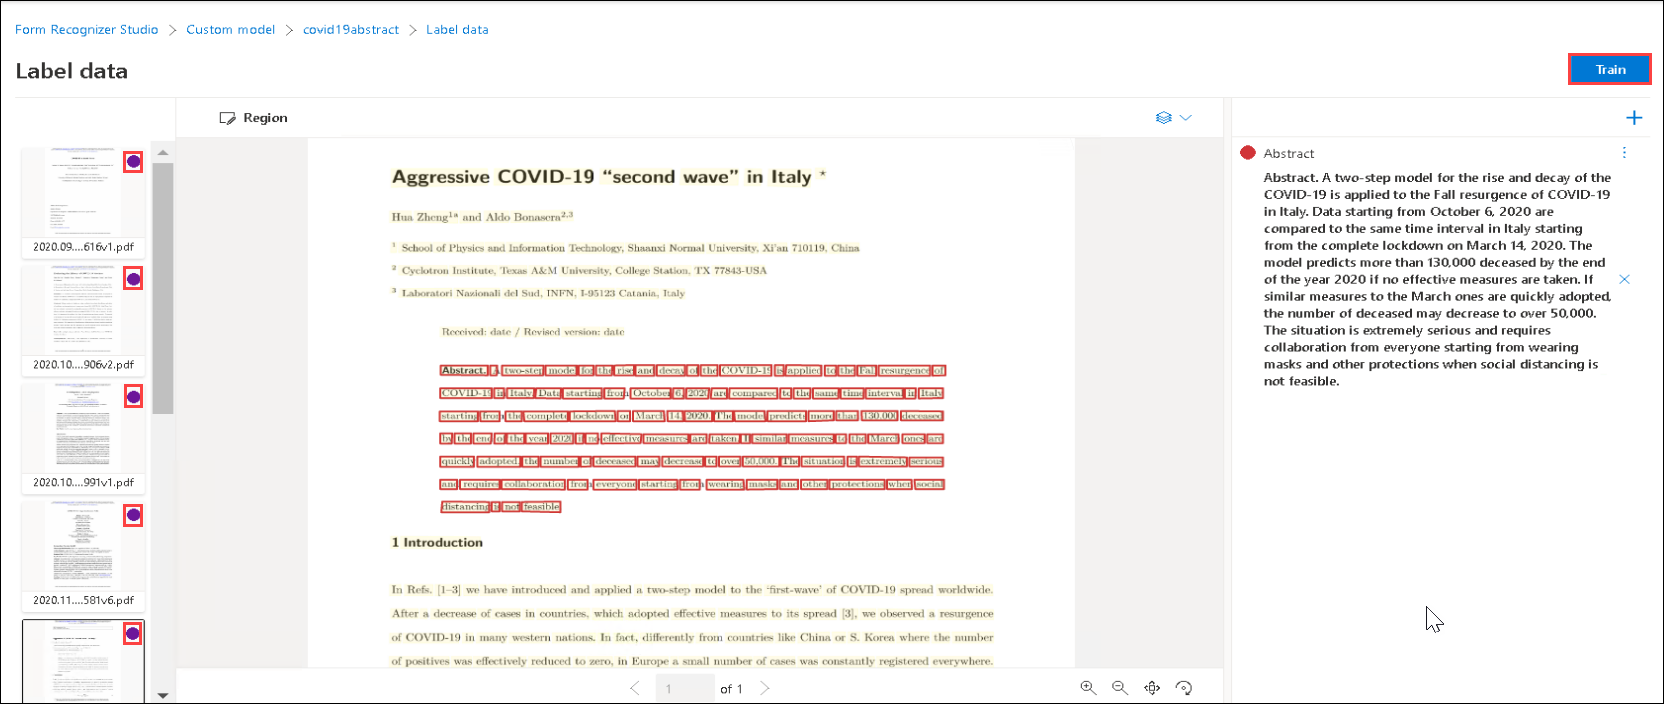 Form Recognizer Studio > Custom model > covid19abstract > Label data
Label data
Train
Region
2020.09....616v1.pdf
2020.10....906v2.pdf
2020.10....991v1.pdf
2020.11....581v6.pdf
Aggressive COVID-19 “second wave” in Italy *
Hua Zheng1a and Aldo Bonasera2,3
1 School of Physics and Information Technology, Shaanxi Normal University, Xi'an 710119, China
2 Cyclotron Institute, Texas A&M University, College Station, TX 77843-USA
3 Laboratori Nazionali del Sud, INFN, I-95123 Catania, Italy
Received: date / Revised version: date
Abstract. A two-step model for the rise and decay of the COVID-19 is applied to the Fall resurgence of
COVID-19 in Italy. Data starting from October 6, 2020 are compared to the same time interval in Italy
starting from the complete lockdown on March 14, 2020. The model predicts more than 130,000 deceased
by the end of the year 2020 if no effective measures are taken. If similar measures to the March ones are
quickly adopted, the number of deceased may decrease to over 50,000. The situation is extremely serious
and requires collaboration from everyone starting from wearing masks and other protections when social
distancing is not feasible
1 Introduction
In Refs. [1–3] we have introduced and applied a two-step model to the ‘first-wave’ of COVID-19 spread worldwide.
After a decrease of cases in countries, which adopted effective measures to its spread [3], we observed a resurgence
of COVID-19 in many western nations. In fact, differently from countries like China or S. Korea where the number
of positives was effectively reduced to zero, in Europe a small number of cases was constantly registered everywhere.
1 of 1
Abstract
Abstract. A two-step model for the rise and decay of the
COVID-19 is applied to the Fall resurgence of COVID-19
in Italy. Data starting from October 6, 2020 are
compared to the same time interval in Italy starting
from the complete lockdown on March 14, 2020. The
model predicts more than 130,000 deceased by the end
of the year 2020 if no effective measures are taken. If
similar measures to the March ones are quickly adopted,
the number of deceased may decrease to over 50,000.
The situation is extremely serious and requires
collaboration from everyone starting from wearing
masks and other protections when social distancing is
not feasible.